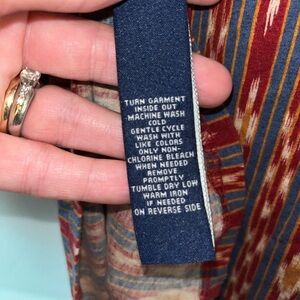 TURN GARMENT
INSIDE OUT
MACHINE WASH
COLD
GENTLE CYCLE
WASH WITH
LIKE COLORS
ONLY NON-
CHLORINE BLEACH
WHEN NEEDED
REMOVE
PROMPTLY
TUMBLE DRY LOW
WARM IRON
IF NEEDED
ON REVERSE SIDE